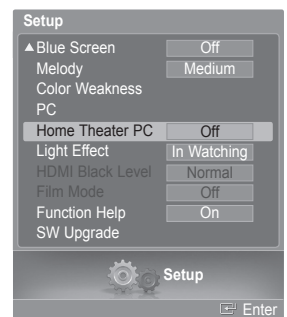 Setup
▲Blue Screen Off
Melody Medium
Color Weakness
PC
Home Theater PC Off
Light Effect In Watching
HDMI Black Level Normal
Film Mode Off
Function Help On
SW Upgrade
Setup
Enter